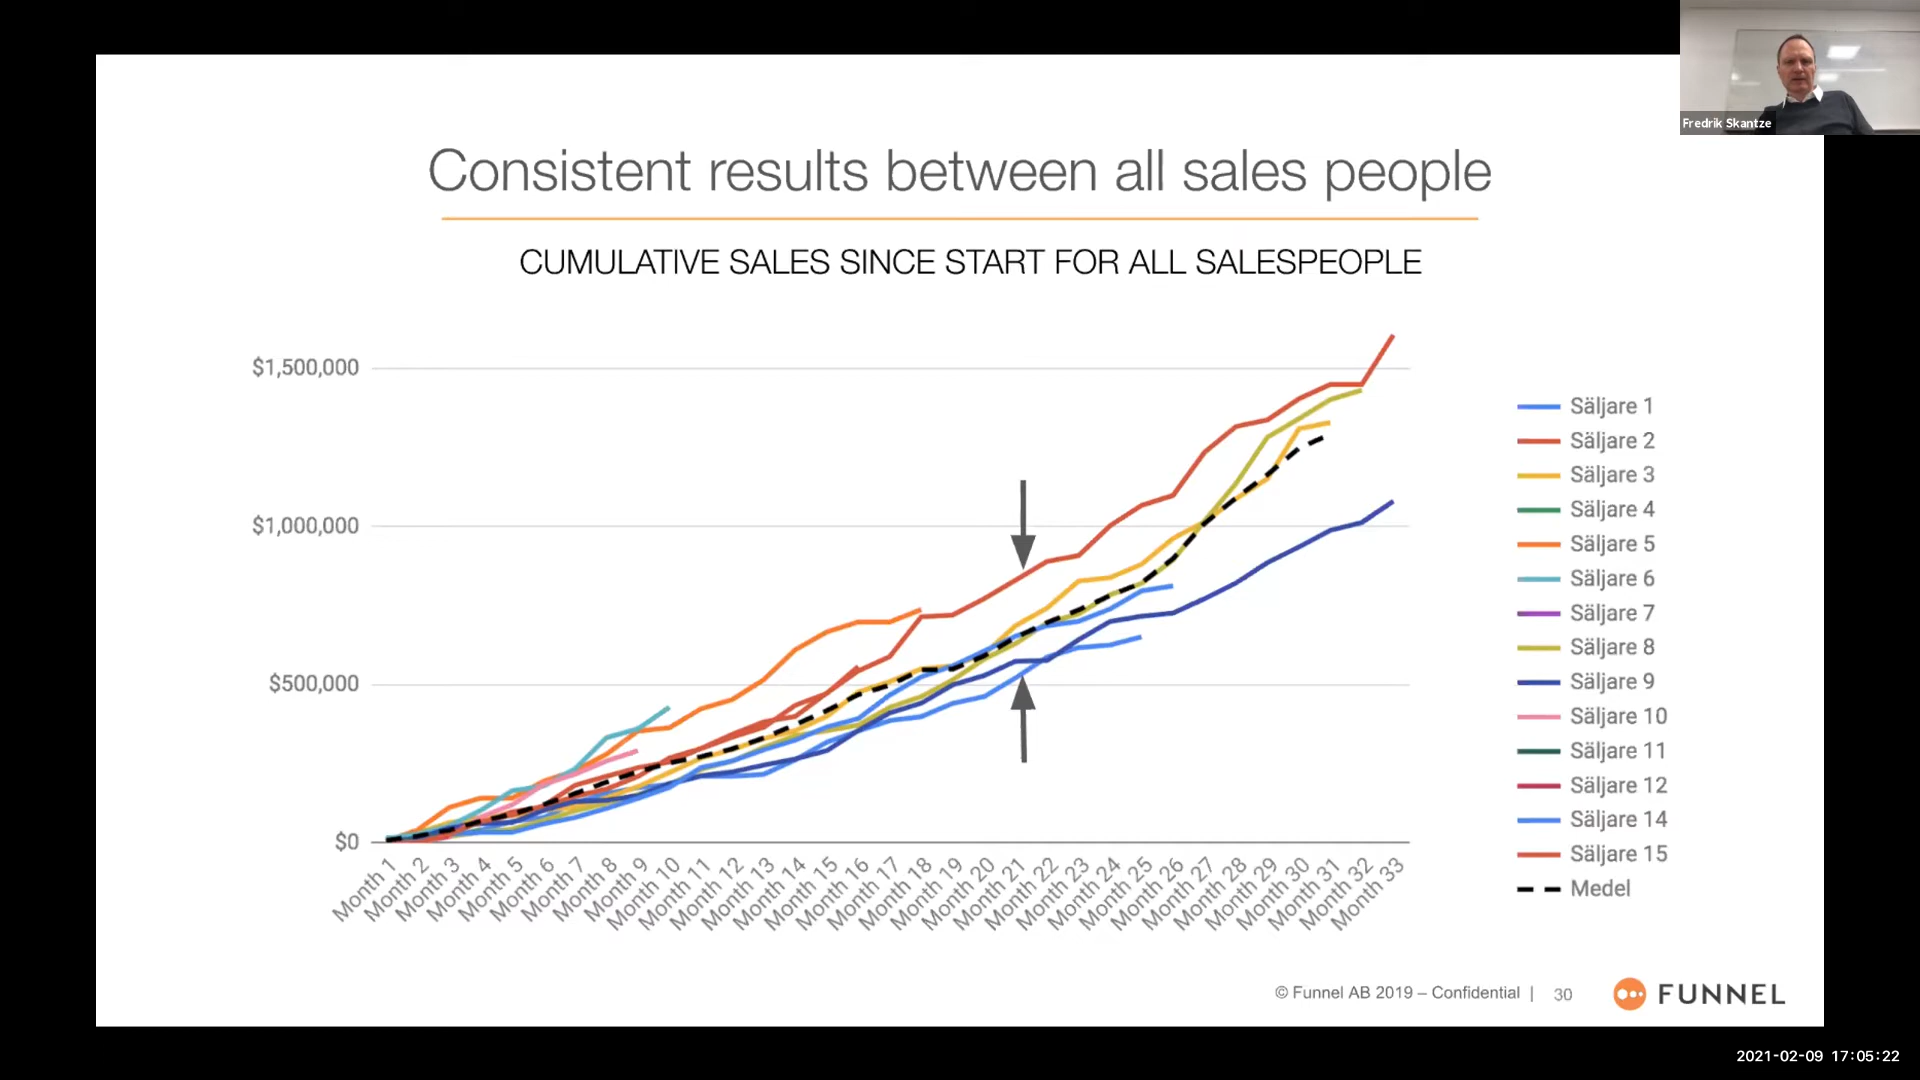 Fredrik Skantze
Consistent results between all sales people
CUMULATIVE SALES SINCE START FOR ALL SALESPEOPLE
$1,500,000
$1,000,000
$500,000
$0
Month 1
Month 2
Month 3
Month 4
Month 5
Month 6
Month 7
Month 8
Month 9
Month 10
Month 11
Month 12
Month 13
Month 14
Month 15
Month 16
Month 17
Month 18
Month 19
Month 20
Month 21
Month 22
Month 23
Month 24
Month 25
Month 26
Month 27
Month 28
Month 29
Month 30
Month 31
Month 32
Month 33
Säljare 1
Säljare 2
Säljare 3
Säljare 4
Säljare 5
Säljare 6
Säljare 7
Säljare 8
Säljare 9
Säljare 10
Säljare 11
Säljare 12
Säljare 14
Säljare 15
Medel
© Funnel AB 2019 – Confidential | 30
FUNNEL
2021-02-09 17:05:22